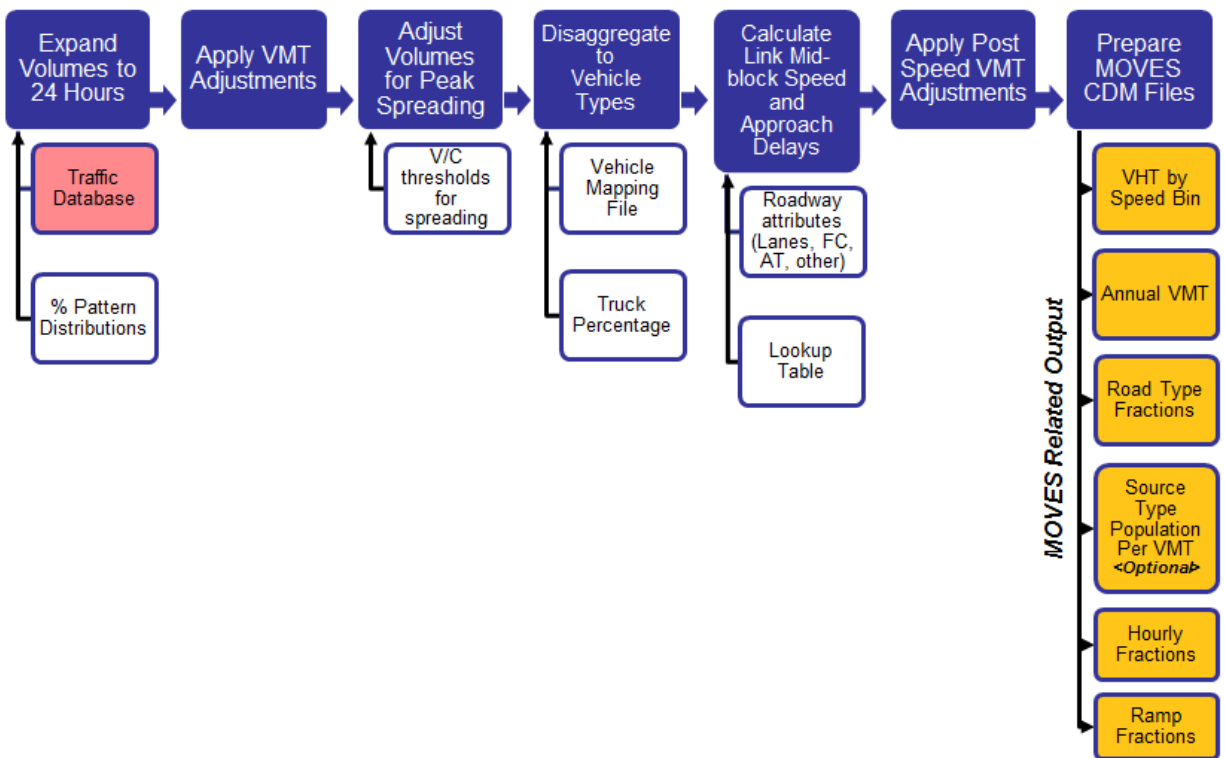 Expand
Volumes to
24 Hours
Apply VMT
Adjustments
Adjust
Volumes
for Peak
Spreading
Disaggregate
to
Vehicle
Types
Calculate
Link Mid-
block Speed
and
Approach
Delays
Apply Post
Speed VMT
Adjustments
Prepare
MOVES
CDM Files
Traffic
Database
% Pattern
Distributions
V/C
thresholds
for
spreading
Vehicle
Mapping
File
Truck
Percentage
Roadway
attributes
(Lanes, FC,
AT, other)
Lookup
Table
MOVES Related Output
VHT by
Speed Bin
Annual VMT
Road Type
Fractions
Source
Type
Population
Per VMT
<Optional>
Hourly
Fractions
Ramp
Fractions